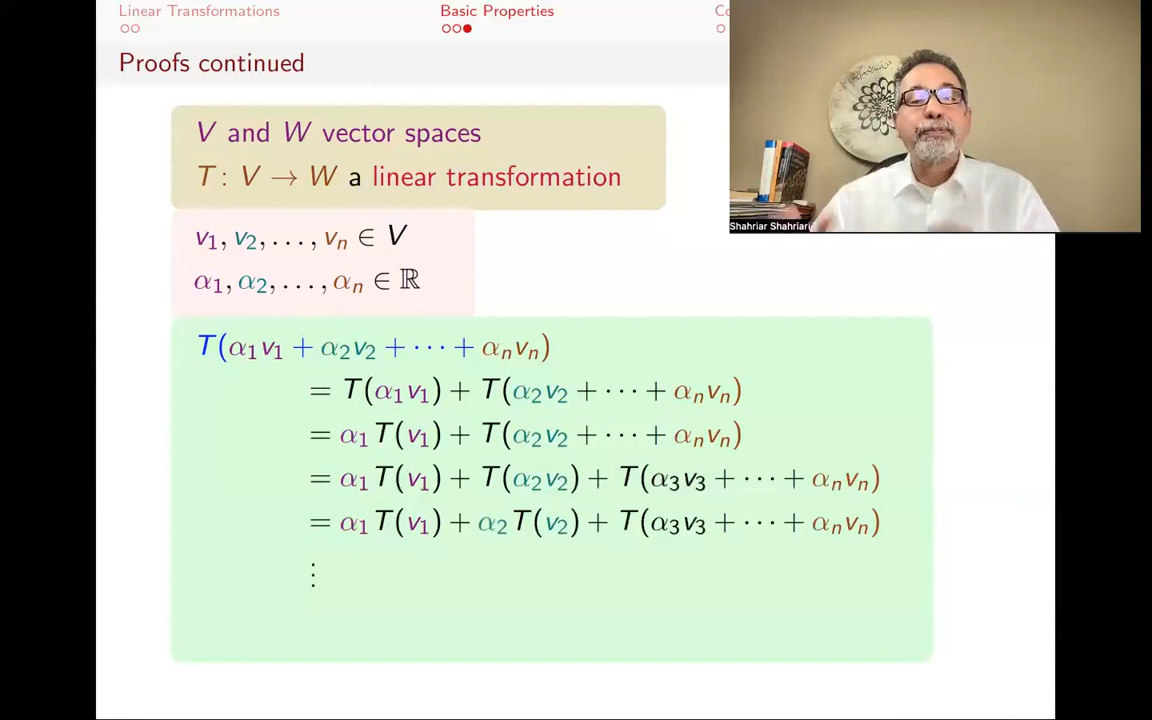 Linear Transformations
Basic Properties
Proofs continued
V and W vector spaces
T : V → W a linear transformation
v₁, v₂, . . . , vₙ ∈ V
α₁, α₂, . . . , αₙ ∈ ℝ
T(α₁v₁ + α₂v₂ + ⋯ + αₙvₙ)
= T(α₁v₁) + T(α₂v₂ + ⋯ + αₙvₙ)
= α₁T(v₁) + T(α₂v₂ + ⋯ + αₙvₙ)
= α₁T(v₁) + T(α₂v₂) + T(α₃v₃ + ⋯ + αₙvₙ)
= α₁T(v₁) + α₂T(v₂) + T(α₃v₃ + ⋯ + αₙvₙ)
⋮
Shahriar Shahriari